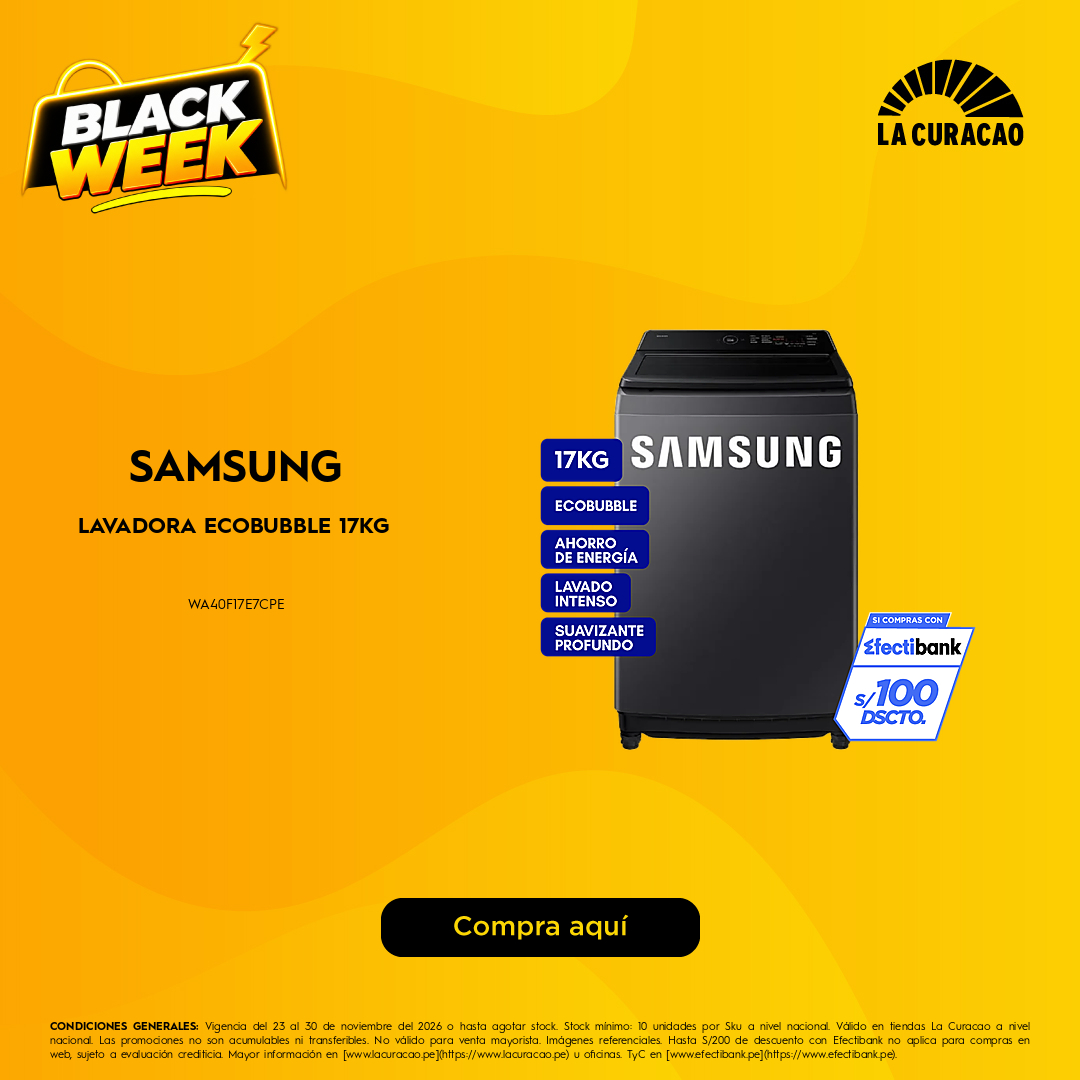 BLACK
WEEK
LA CURACAO
SAMSUNG
LAVADORA ECOBUBBLE 17KG
WA40F17E7CPE
SAMSUNG
17KG
ECOBUBBLE
AHORRO
DE ENERGÍA
LAVADO
INTENSO
SUAVIZANTE
PROFUNDO
SI COMPRAS CON
Efectibank
S/100
DSCTO.
Compra aquí
CONDICIONES GENERALES: Vigencia del 23 al 30 de noviembre del 2026 o hasta agotar stock. Stock mínimo: 10 unidades por Sku a nivel nacional. Válido en tiendas La Curacao a nivel
nacional. Las promociones no son acumulables ni transferibles. No válido para venta mayorista. Imágenes referenciales. Hasta S/200 de descuento con Efectibank no aplica para compras en
web, sujeto a evaluación crediticia. Mayor información en [www.lacuracao.pe](https://www.lacuracao.pe) u oficinas. TyC en [www.efectibank.pe](https://www.efectibank.pe).